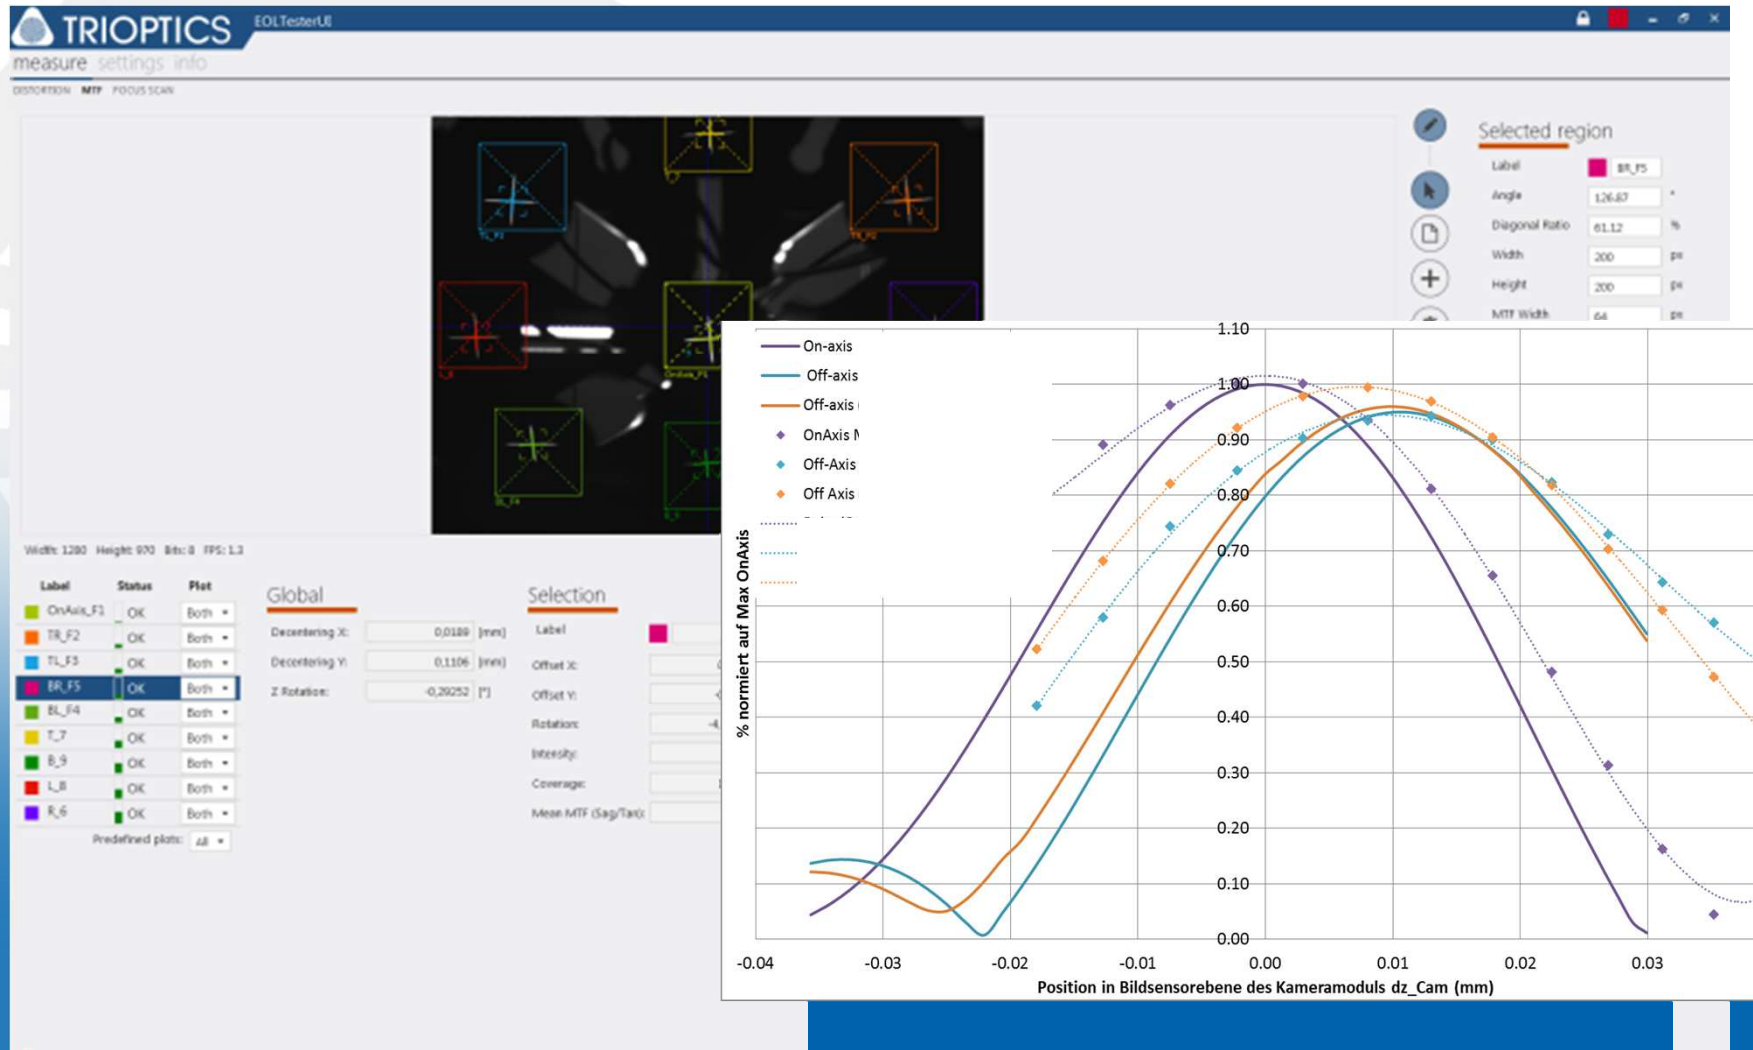 TRIOPTICS
EOLTesterUI
measure settings info
DISTORTION MTF FOCUS SCAN
Selected region
Label BR_F5
Angle 126.87 °
Diagonal Ratio 61.12 %
Width 200 px
Height 200 px
MTF Width 64 px
TL_F3
T_7
TR_F2
L_8
OnAxis_F1
BL_F4
B_9
Width: 1280 Height: 970 Bits: 8 FPS: 1.3
Label Status Plot
OnAxis_F1 OK Both
TR_F2 OK Both
TL_F3 OK Both
BR_F5 OK Both
BL_F4 OK Both
T_7 OK Both
B_9 OK Both
L_8 OK Both
R_6 OK Both
Predefined plots: All
Global
Decentering X: 0,0189 [mm]
Decentering Y: 0,1106 [mm]
Z Rotation: -0,29252 [°]
Selection
Label
Offset X:
Offset Y:
Rotation: -4,
Intensity:
Coverage:
Mean MTF (Sag/Tan):
On-axis
Off-axis
Off-axis
OnAxis
Off-Axis
Off Axis
% normiert auf Max OnAxis
1.10
1.00
0.90
0.80
0.70
0.60
0.50
0.40
0.30
0.20
0.10
0.00
-0.04 -0.03 -0.02 -0.01 0.00 0.01 0.02 0.03
Position in Bildsensorebene des Kameramoduls dz_Cam (mm)